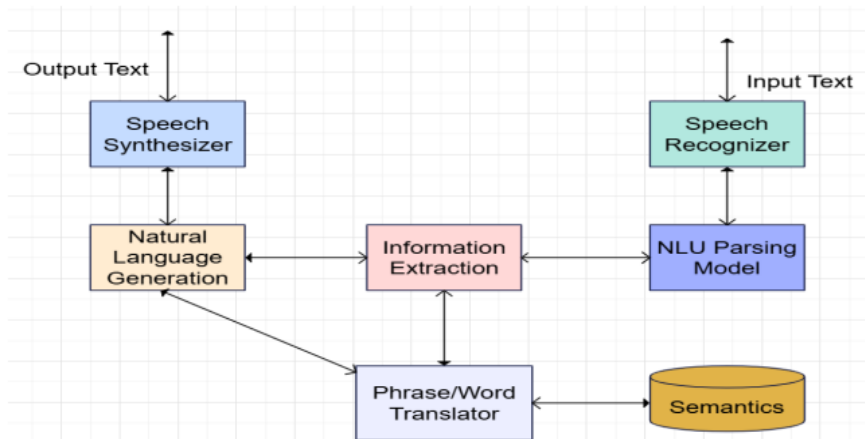 Output Text
Input Text
Speech
Synthesizer
Speech
Recognizer
Natural
Language
Generation
Information
Extraction
NLU Parsing
Model
Phrase/Word
Translator
Semantics